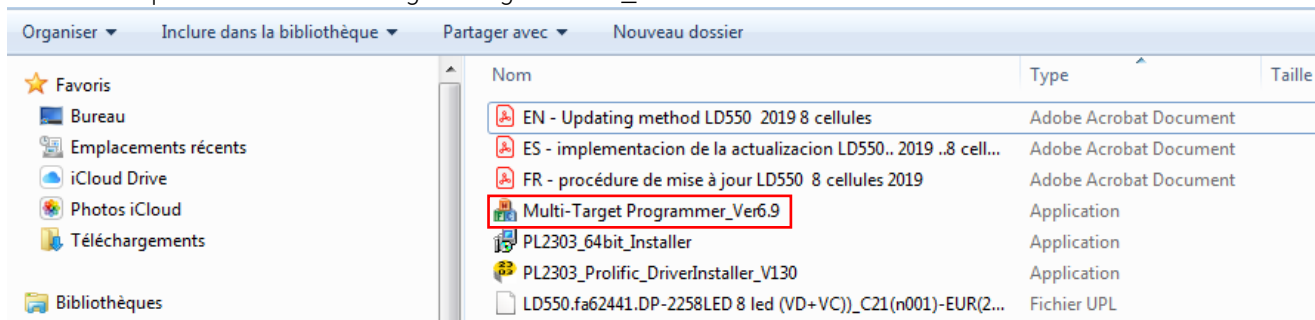 Organiser ▼ Inclure dans la bibliothèque ▼ Partager avec ▼ Nouveau dossier
Favoris
Bureau
Emplacements récents
iCloud Drive
Photos iCloud
Téléchargements
Bibliothèques
Nom Type Taille
EN - Updating method LD550 2019 8 cellules Adobe Acrobat Document
ES - implementacion de la actualizacion LD550.. 2019 ..8 cell... Adobe Acrobat Document
FR - procédure de mise à jour LD550 8 cellules 2019 Adobe Acrobat Document
Multi-Target Programmer_Ver6.9 Application
PL2303_64bit_Installer Application
PL2303_Prolific_DriverInstaller_V130 Application
LD550.fa62441.DP-2258LED 8 led (VD+VC))_C21(n001)-EUR(2... Fichier UPL